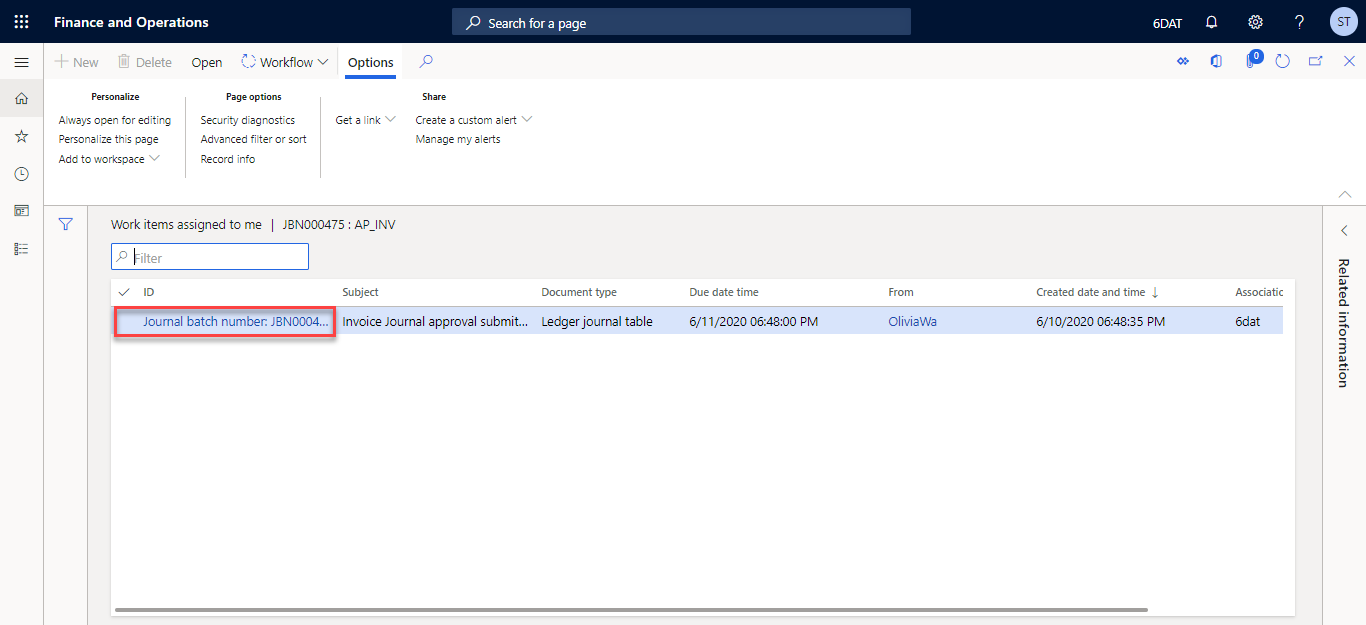 Finance and Operations
Search for a page
6DAT
?
ST
New Delete Open Workflow Options
0
Personalize Page options Share
Always open for editing Security diagnostics Get a link Create a custom alert
Personalize this page Advanced filter or sort Manage my alerts
Add to workspace Record info
Work items assigned to me | JBN000475 : AP_INV
Filter
ID Subject Document type Due date time From Created date and time Associatic
Journal batch number: JBN0004... Invoice Journal approval submit... Ledger journal table 6/11/2020 06:48:00 PM OliviaWa 6/10/2020 06:48:35 PM 6dat
Related information